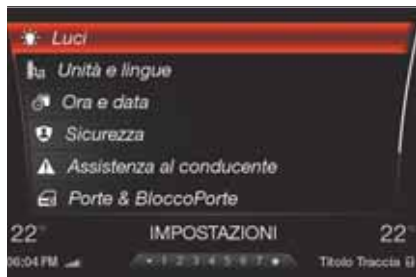 Luci
Unità e lingue
Ora e data
Sicurezza
Assistenza al conducente
Porte & BloccoPorte
22° IMPOSTAZIONI 22°
06:04 PM 1 2 3 4 5 6 7 Titolo Traccia